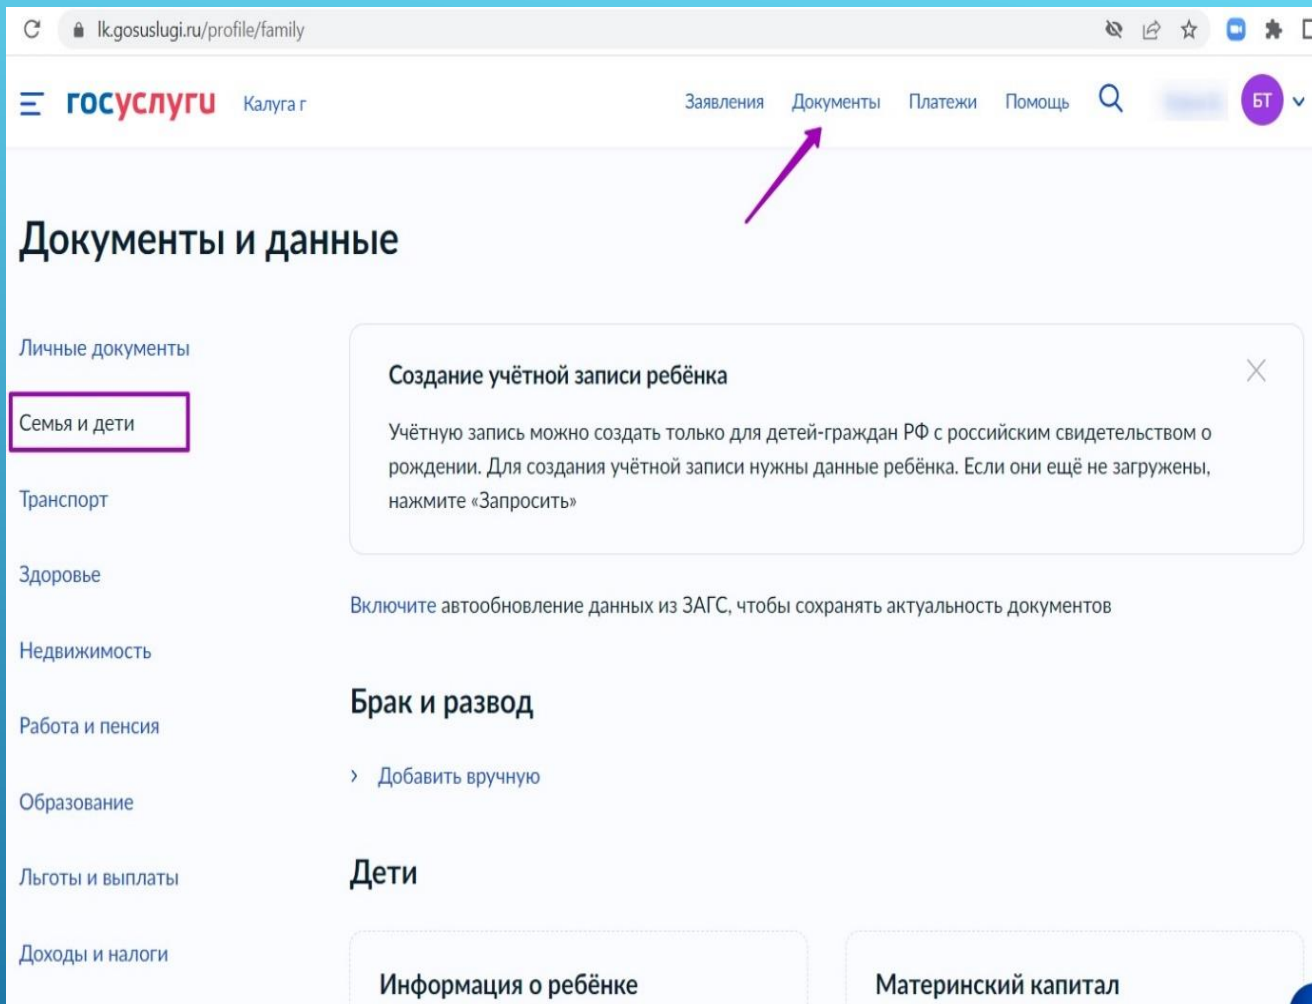 lk.gosuslugi.ru/profile/family
госуслуги Калуга г Заявления Документы Платежи Помощь БТ
Документы и данные
Личные документы
Семья и дети
Транспорт
Здоровье
Недвижимость
Работа и пенсия
Образование
Льготы и выплаты
Доходы и налоги
Создание учётной записи ребёнка
Учётную запись можно создать только для детей-граждан РФ с российским свидетельством о
рождении. Для создания учётной записи нужны данные ребёнка. Если они ещё не загружены,
нажмите «Запросить»
Включите автообновление данных из ЗАГС, чтобы сохранять актуальность документов
Брак и развод
Добавить вручную
Дети
Информация о ребёнке
Материнский капитал